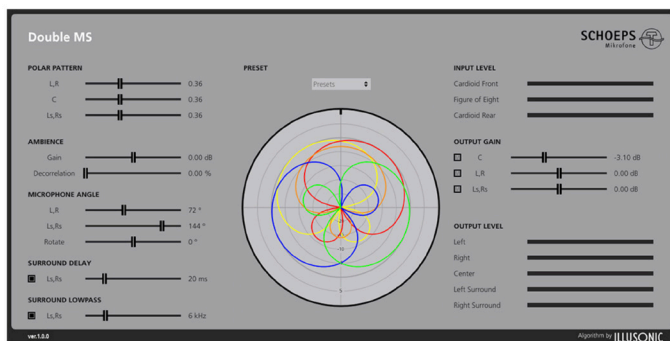 Double MS
SCHOEPS
Mikrofone
POLAR PATTERN
L,R 0.36
C 0.36
Ls,Rs 0.36
AMBIENCE
Gain 0.00 dB
Decorrelation 0.00 %
MICROPHONE ANGLE
L,R 72 °
Ls,Rs 144 °
Rotate 0 °
SURROUND DELAY
Ls,Rs 20 ms
SURROUND LOWPASS
Ls,Rs 6 kHz
ver.1.0.0
PRESET
Presets
-10
5
INPUT LEVEL
Cardioid Front
Figure of Eight
Cardioid Rear
OUTPUT GAIN
C -3.10 dB
L,R 0.00 dB
Ls,Rs 0.00 dB
OUTPUT LEVEL
Left
Right
Center
Left Surround
Right Surround
Algorithm by ILLUSONIC